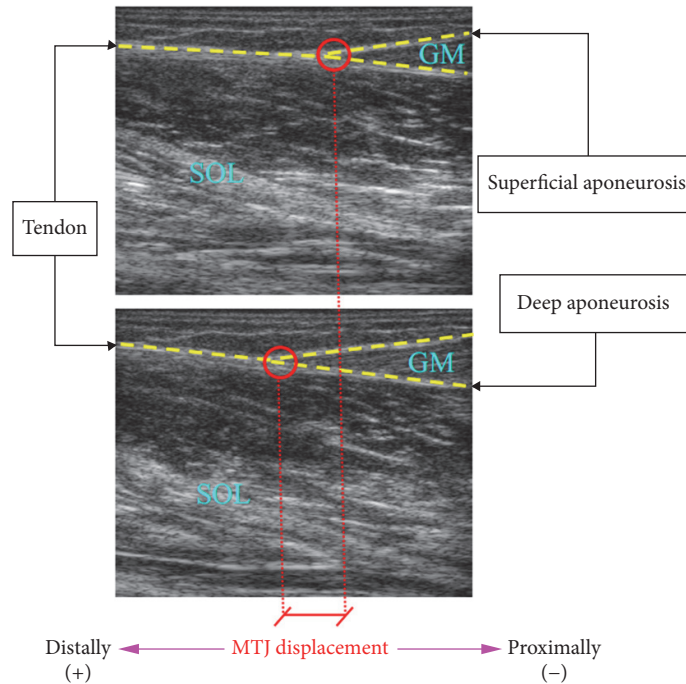 GM
Superficial aponeurosis
SOL
Tendon
Deep aponeurosis
GM
SOL
Distally
(+)
MTJ displacement
Proximally
(−)